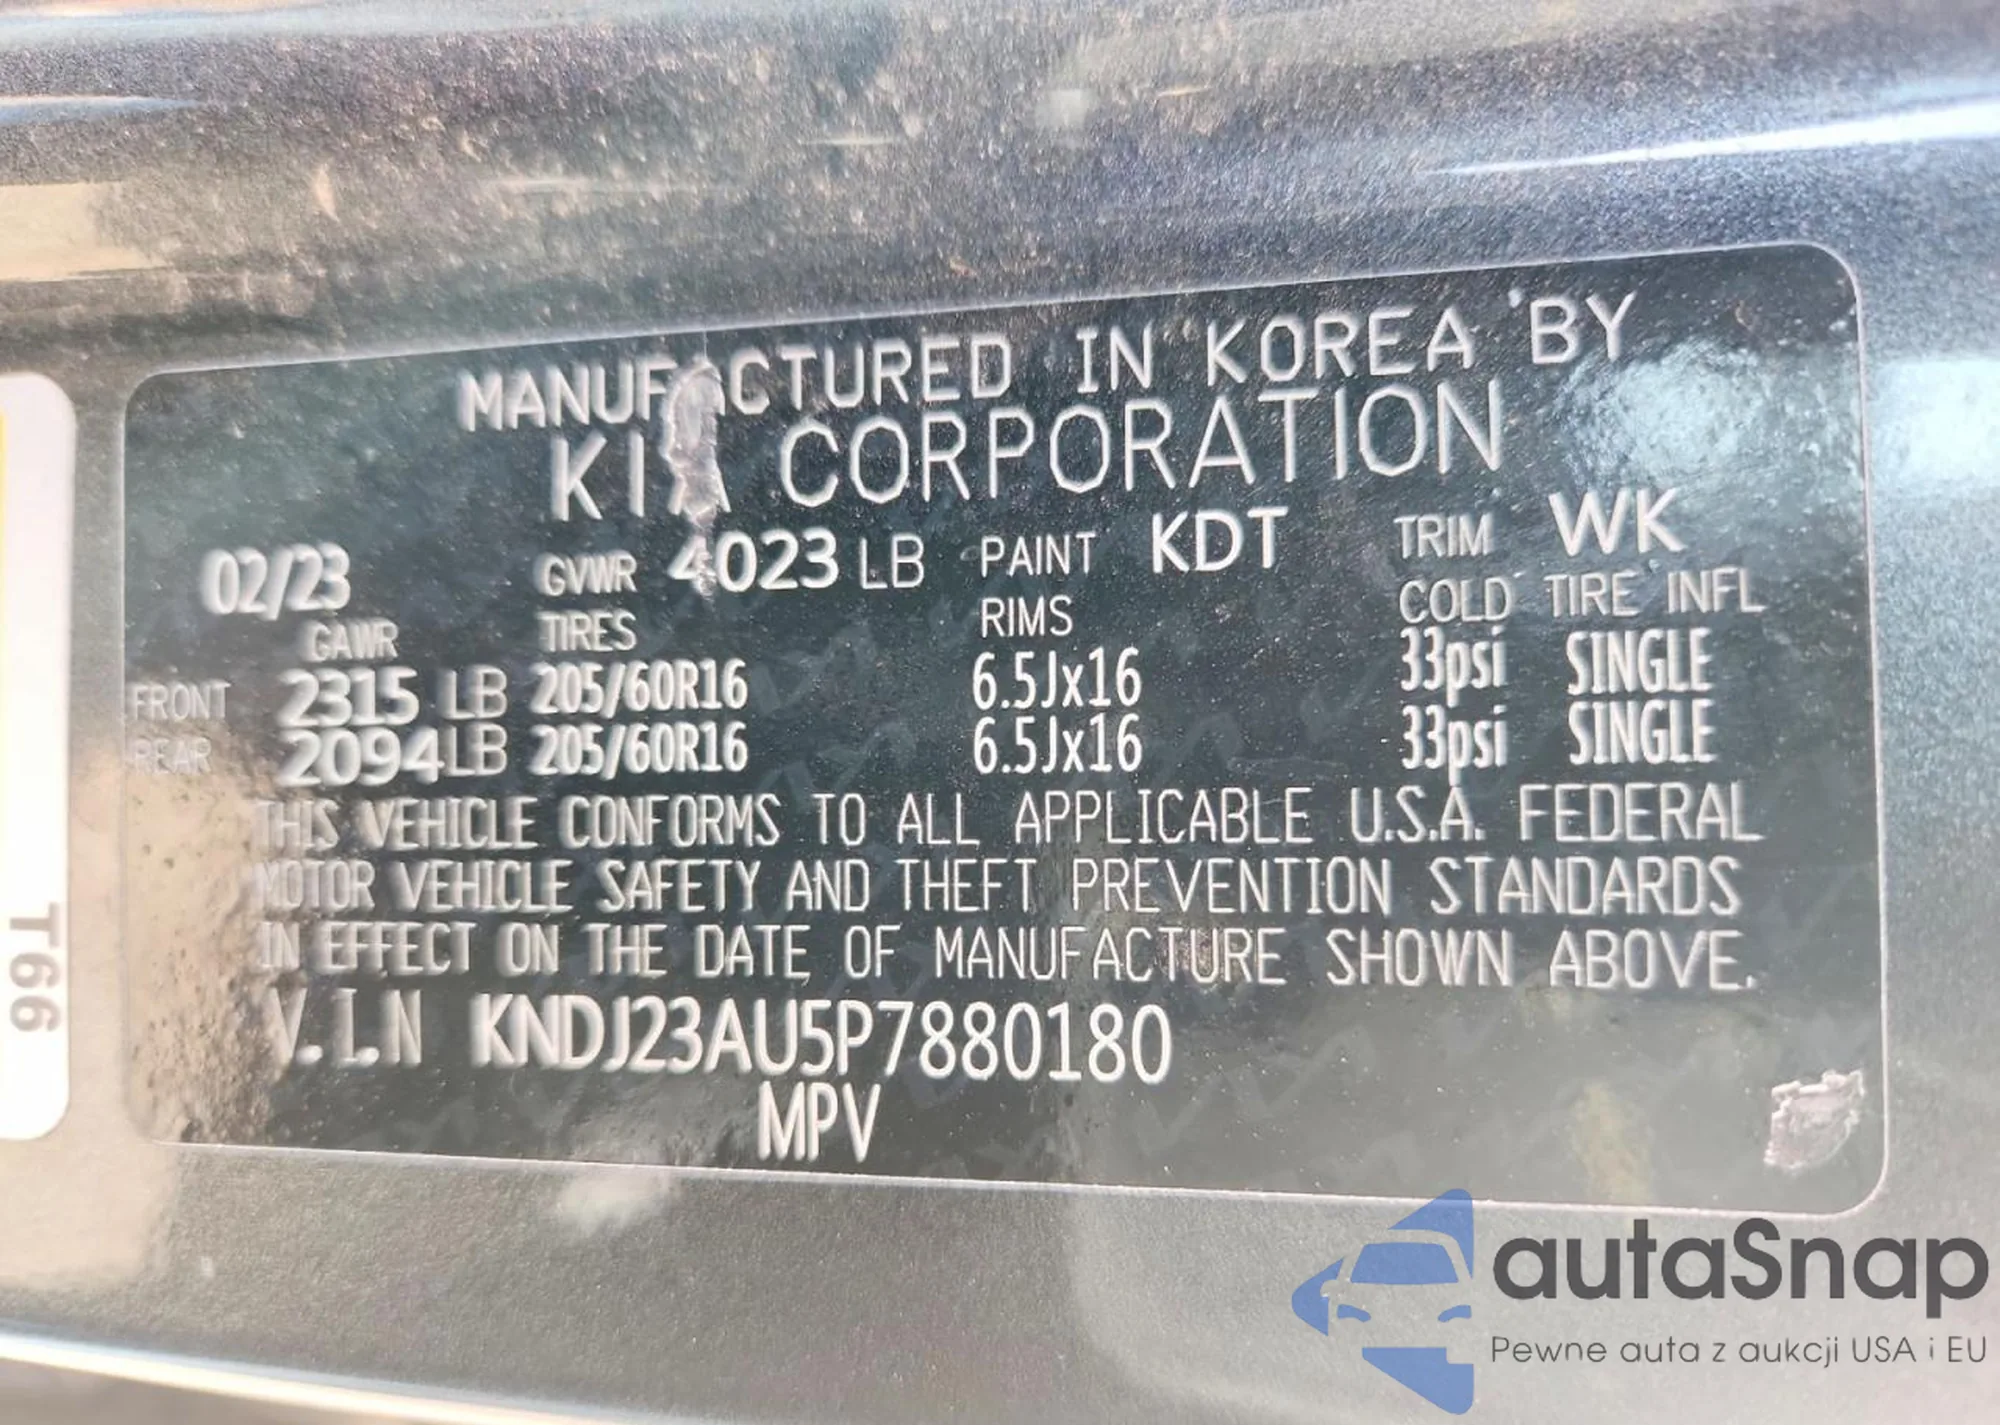 MANUFACTURED IN KOREA BY
KIA CORPORATION
02/23 GVWR 4023 LB PAINT KDT TRIM WK
GAWR TIRES RIMS COLD TIRE INFL
FRONT 2315 LB 205/60R16 6.5Jx16 33psi SINGLE
REAR 2094 LB 205/60R16 6.5Jx16 33psi SINGLE
THIS VEHICLE CONFORMS TO ALL APPLICABLE U.S.A. FEDERAL
MOTOR VEHICLE SAFETY AND THEFT PREVENTION STANDARDS
IN EFFECT ON THE DATE OF MANUFACTURE SHOWN ABOVE.
V.I.N KNDJ23AU5P7880180
MPV
T66
autaSnap
Pewne auta z aukcji USA i EU